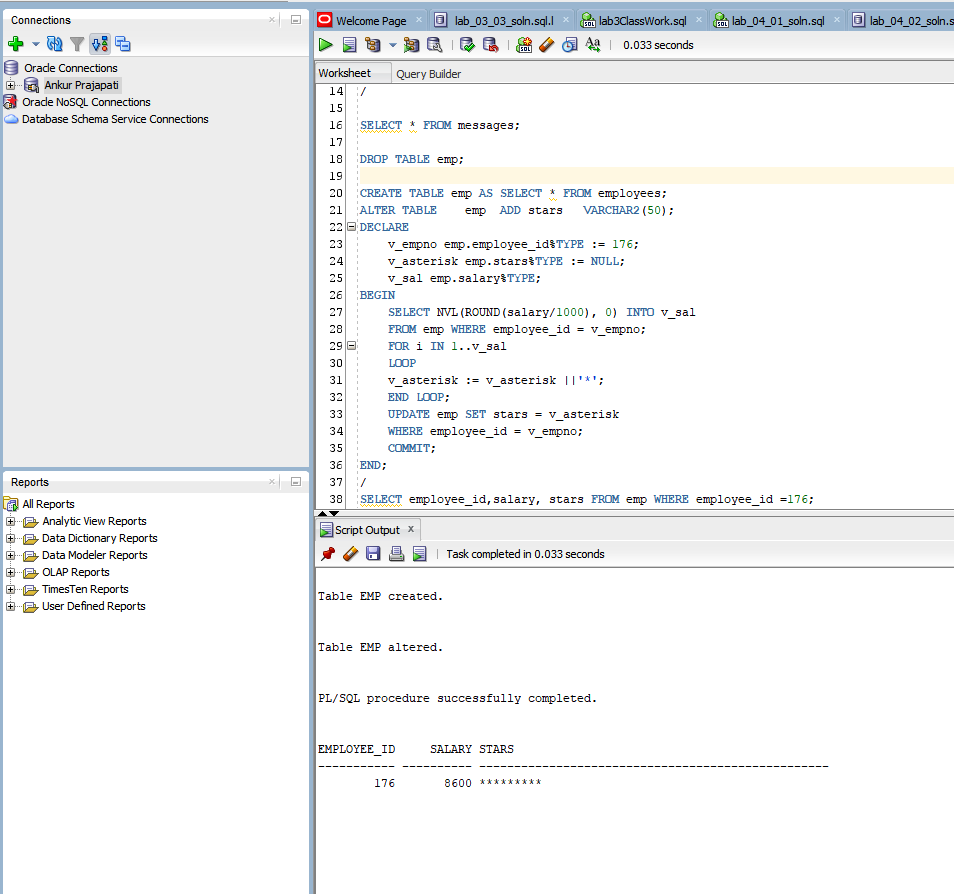 Connections
Oracle Connections
Ankur Prajapati
Oracle NoSQL Connections
Database Schema Service Connections
Reports
All Reports
Analytic View Reports
Data Dictionary Reports
Data Modeler Reports
OLAP Reports
TimesTen Reports
User Defined Reports
Welcome Page lab_03_03_soln.sql.l lab3ClassWork.sql lab_04_01_soln.sql lab_04_02_soln.s
0.033 seconds
Worksheet Query Builder
14 /
15
16 SELECT * FROM messages;
17
18 DROP TABLE emp;
19
20 CREATE TABLE emp AS SELECT * FROM employees;
21 ALTER TABLE    emp  ADD stars   VARCHAR2(50);
22 DECLARE
23     v_empno emp.employee_id%TYPE := 176;
24     v_asterisk emp.stars%TYPE := NULL;
25     v_sal emp.salary%TYPE;
26 BEGIN
27     SELECT NVL(ROUND(salary/1000), 0) INTO v_sal
28     FROM emp WHERE employee_id = v_empno;
29     FOR i IN 1..v_sal
30     LOOP
31     v_asterisk := v_asterisk ||'*';
32     END LOOP;
33     UPDATE emp SET stars = v_asterisk
34     WHERE employee_id = v_empno;
35     COMMIT;
36 END;
37 /
38 SELECT employee_id,salary, stars FROM emp WHERE employee_id =176;
Script Output
Task completed in 0.033 seconds
Table EMP created.
Table EMP altered.
PL/SQL procedure successfully completed.
EMPLOYEE_ID     SALARY STARS
----------- ---------- --------------------------------------------------
        176       8600 *********